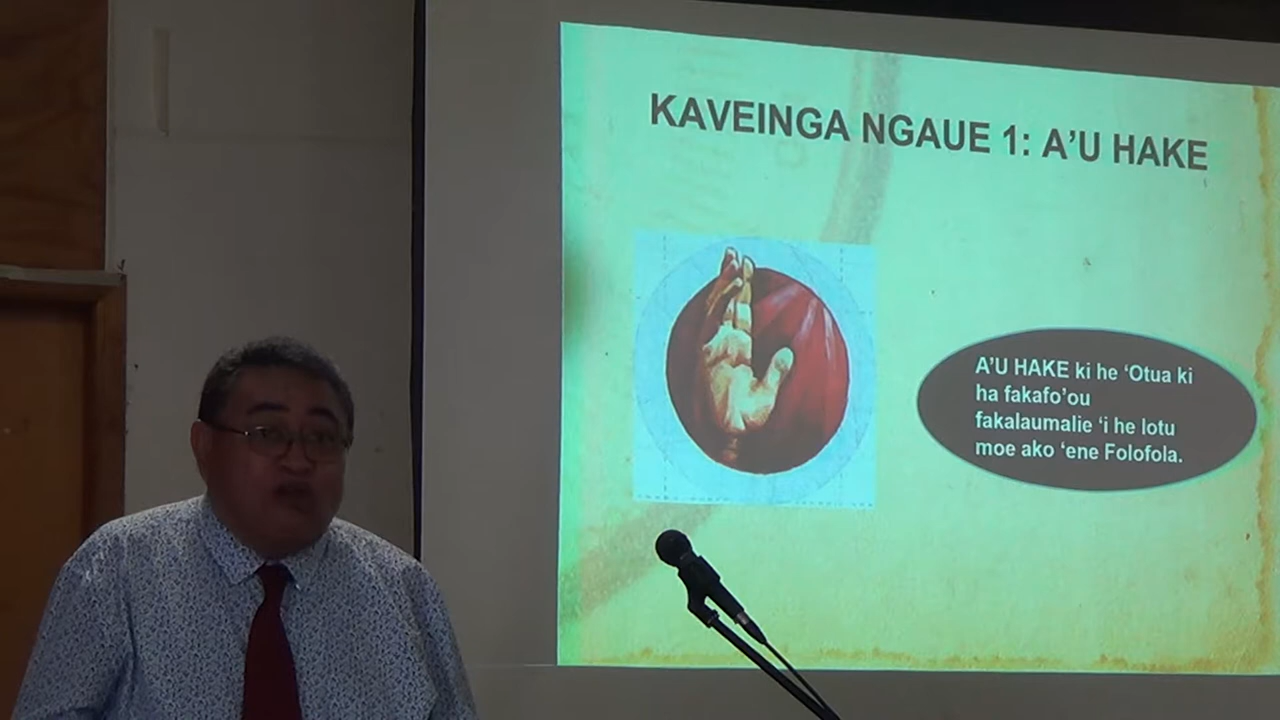 KAVEINGA NGAUE 1: A’U HAKE
A’U HAKE ki he ‘Otua ki
ha fakafo’ou
fakalaumalie ‘i he lotu
moe ako ‘ene Folofola.